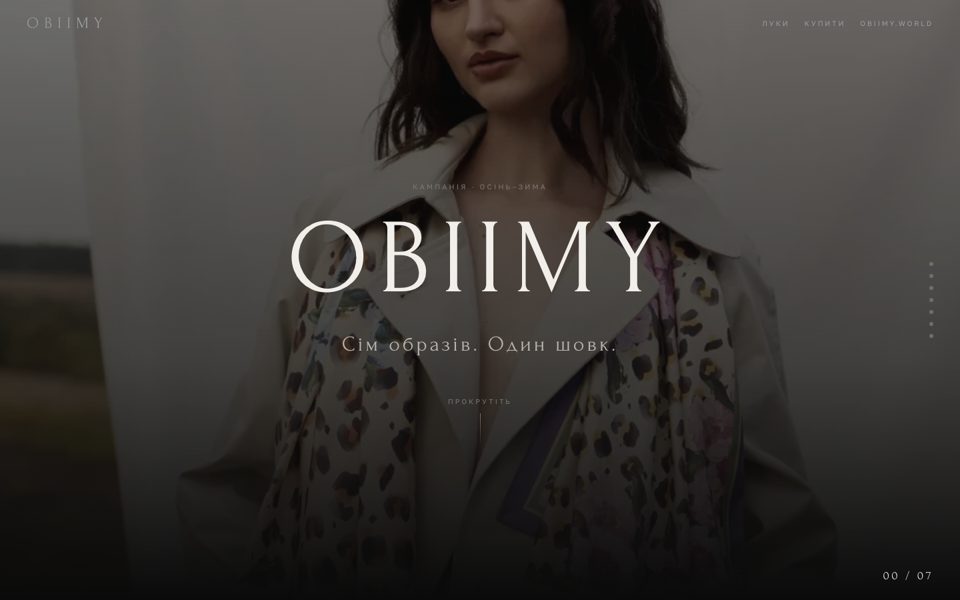 OBIIMY
ЛУКИ КУПИТИ OBIIMY.WORLD
КАМПАНІЯ · ОСІНЬ–ЗИМА
OBIIMY
Сім образів. Один шовк.
ПРОКРУТІТЬ
00 / 07